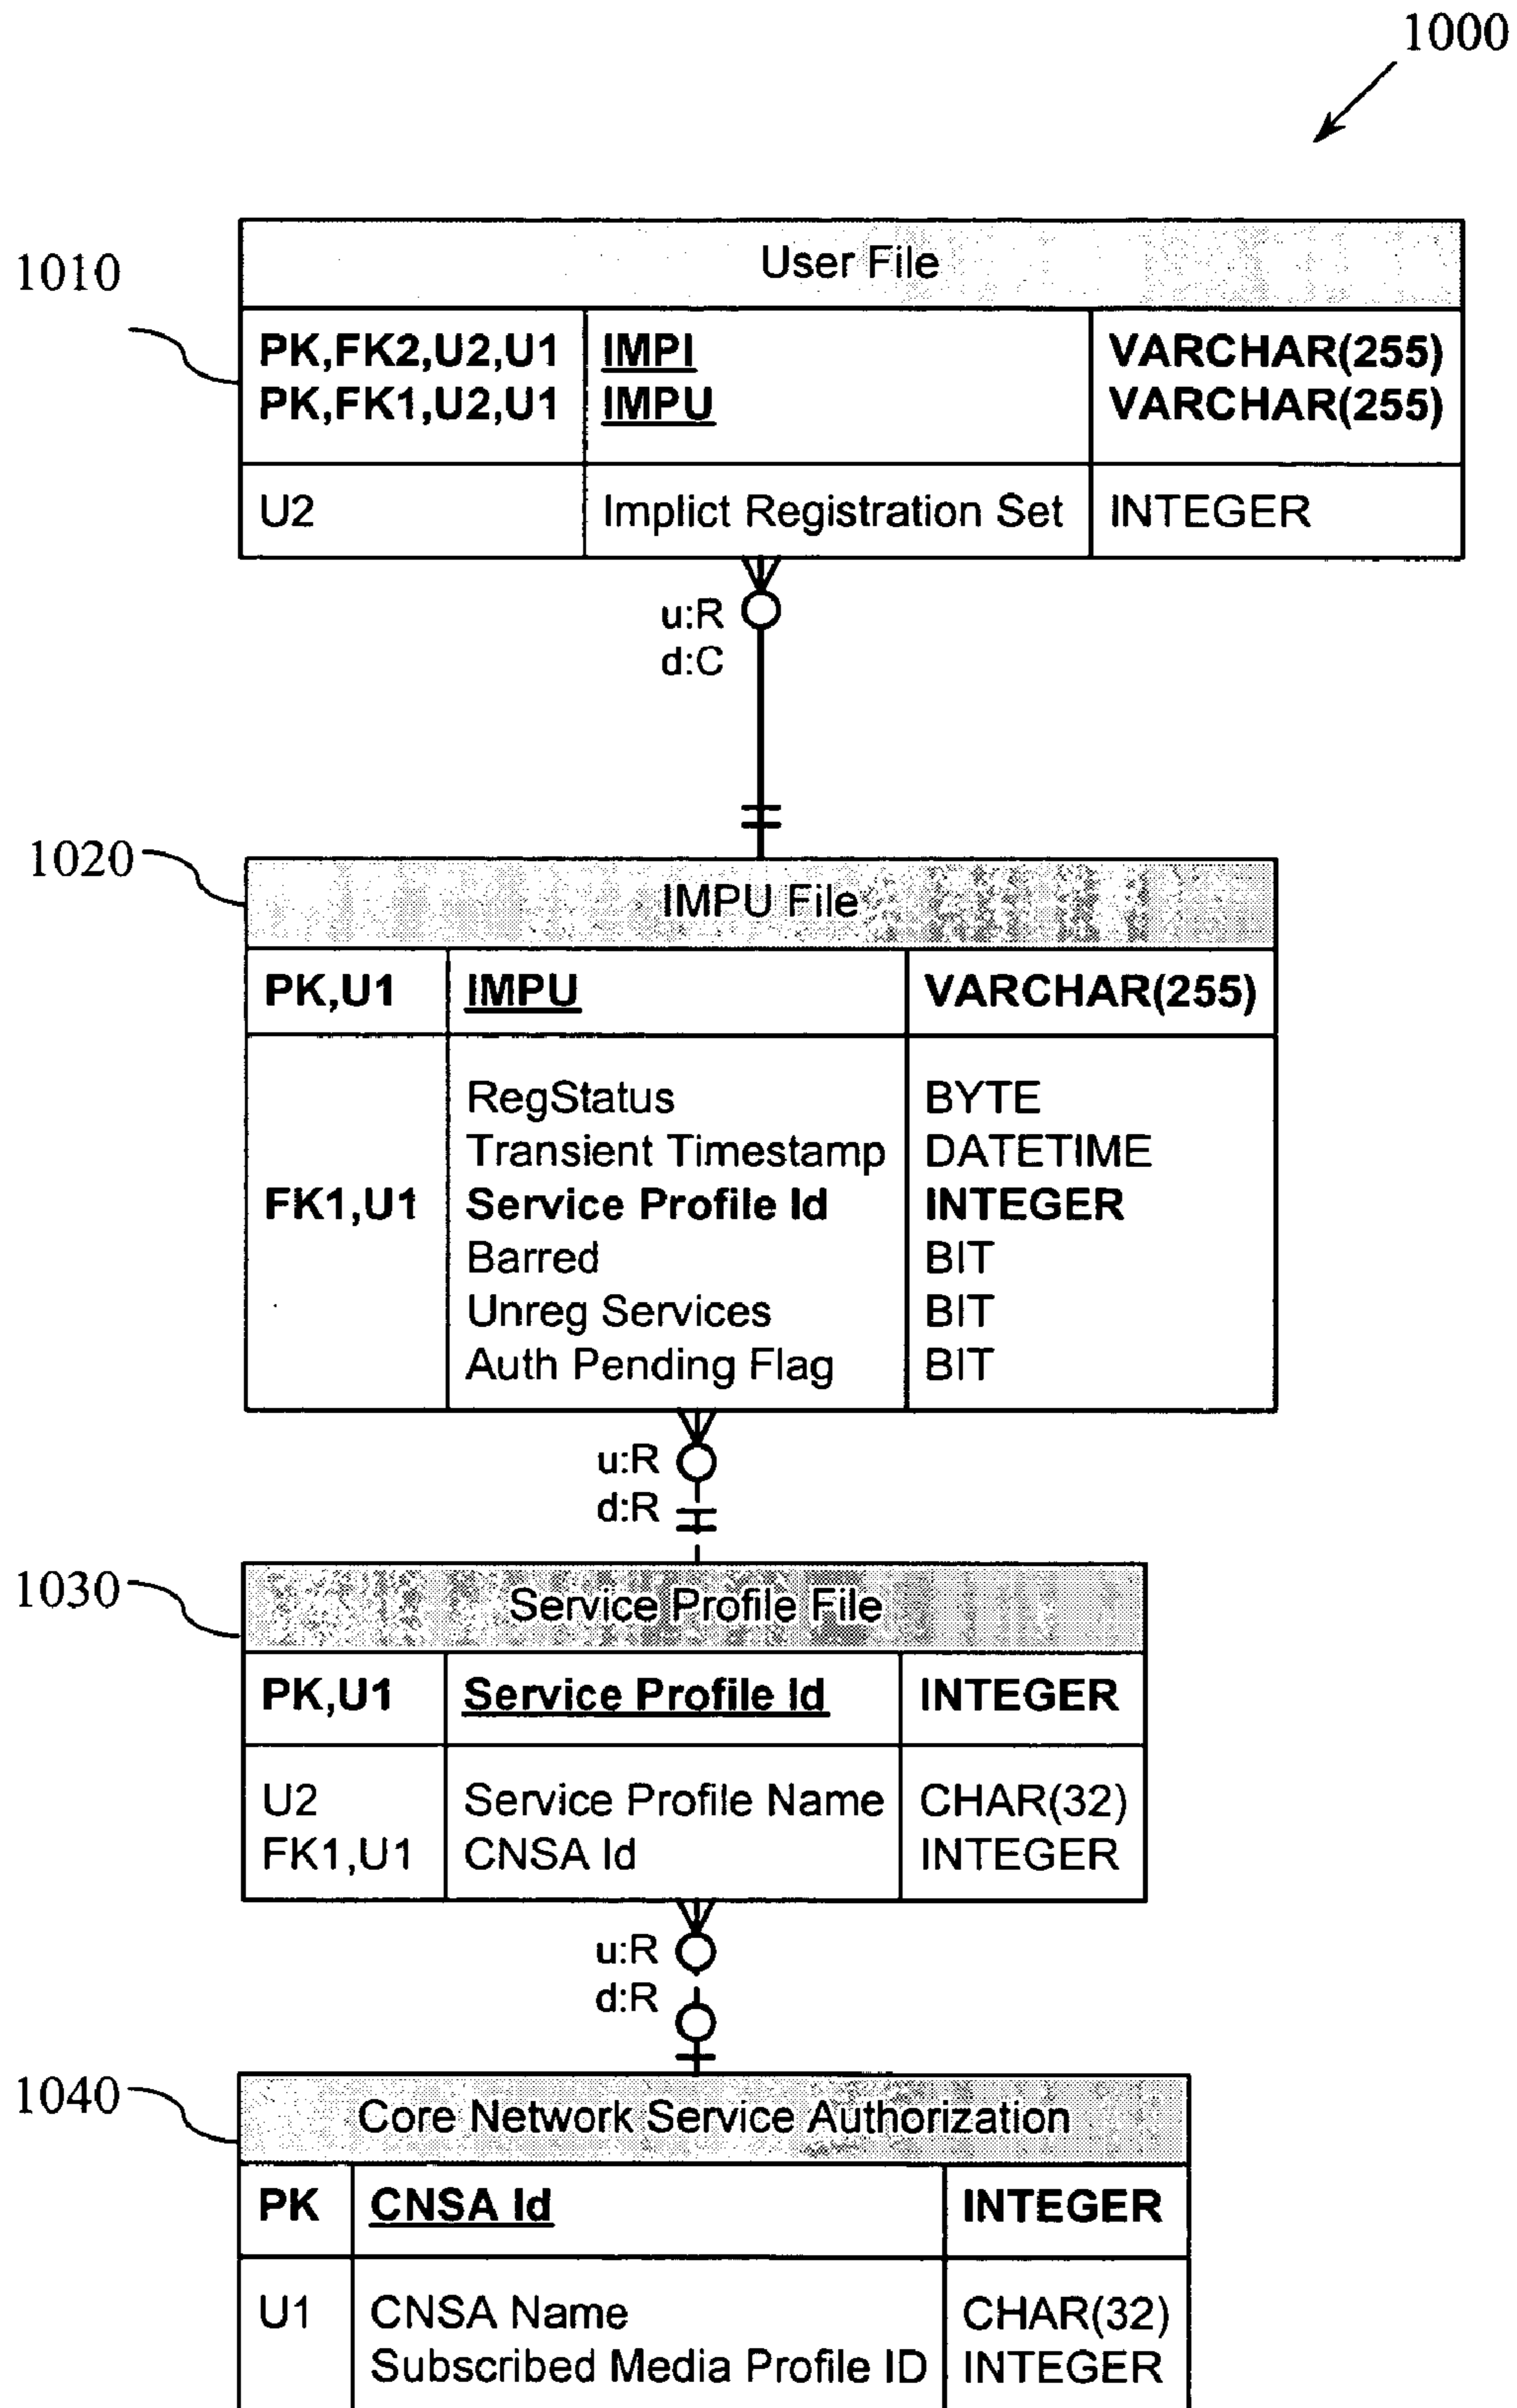 1000
1010
User File
PK,FK2,U2,U1 IMPI VARCHAR(255)
PK,FK1,U2,U1 IMPU VARCHAR(255)
U2 Implict Registration Set INTEGER
u:R
d:C
1020
IMPU File
PK,U1 IMPU VARCHAR(255)
RegStatus BYTE
Transient Timestamp DATETIME
FK1,U1 Service Profile Id INTEGER
Barred BIT
Unreg Services BIT
Auth Pending Flag BIT
u:R
d:R
1030
Service Profile File
PK,U1 Service Profile Id INTEGER
U2 Service Profile Name CHAR(32)
FK1,U1 CNSA Id INTEGER
u:R
d:R
1040
Core Network Service Authorization
PK CNSA Id INTEGER
U1 CNSA Name CHAR(32)
Subscribed Media Profile ID INTEGER